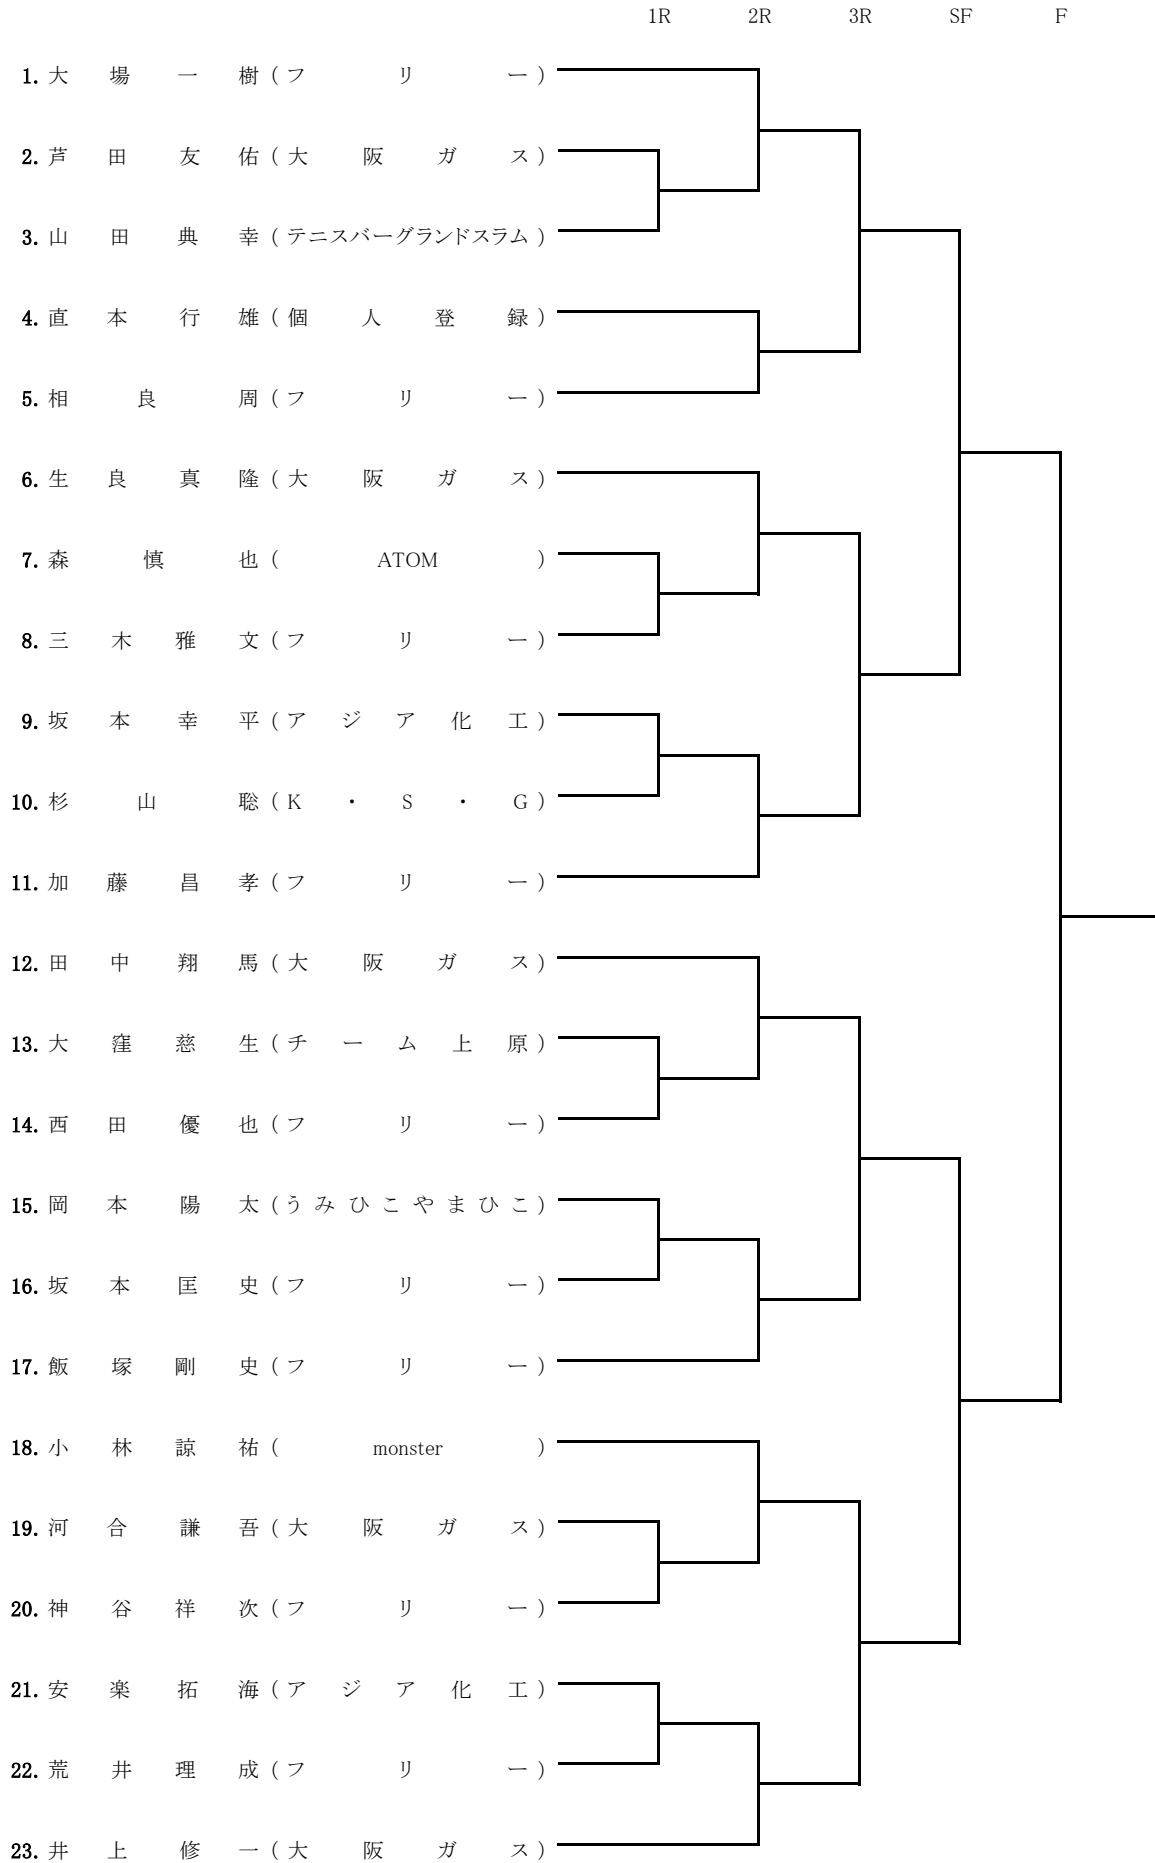 1R 2R 3R SF F
1. 大場一樹 (フリー)
2. 芦田友佑 (大阪ガス)
3. 山田典幸 (テニスバーグランドスラム)
4. 直本行雄 (個人登録)
5. 相良周 (フリー)
6. 生良真隆 (大阪ガス)
7. 森慎也 (ATOM)
8. 三木雅文 (フリー)
9. 坂本幸平 (アジア化工)
10. 杉山聡 (K・S・G)
11. 加藤昌孝 (フリー)
12. 田中翔馬 (大阪ガス)
13. 大窪慈生 (チーム上原)
14. 西田優也 (フリー)
15. 岡本陽太 (うみひこやまひこ)
16. 坂本匡史 (フリー)
17. 飯塚剛史 (フリー)
18. 小林諒祐 (monster)
19. 河合謙吾 (大阪ガス)
20. 神谷祥次 (フリー)
21. 安楽拓海 (アジア化工)
22. 荒井理成 (フリー)
23. 井上修一 (大阪ガス)